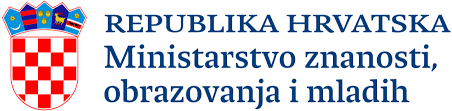 REPUBLIKA HRVATSKA
Ministarstvo znanosti,
obrazovanja i mladih